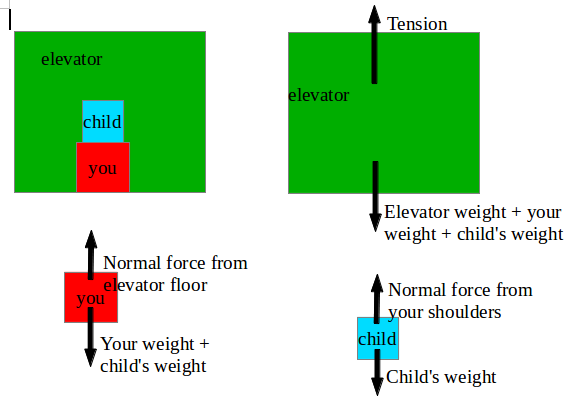 elevator
child
you
Tension
elevator
Elevator weight + your
weight + child's weight
Normal force from
elevator floor
you
Your weight +
child's weight
Normal force from
your shoulders
child
Child's weight